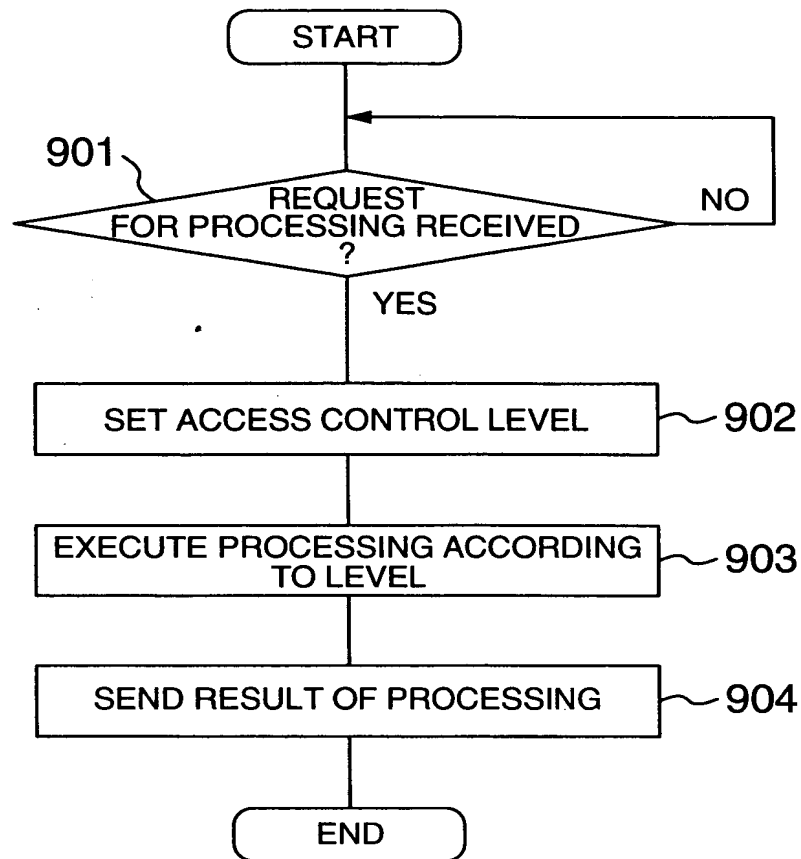 START
901
REQUEST
FOR PROCESSING RECEIVED
?
NO
YES
SET ACCESS CONTROL LEVEL
902
EXECUTE PROCESSING ACCORDING
TO LEVEL
903
SEND RESULT OF PROCESSING
904
END